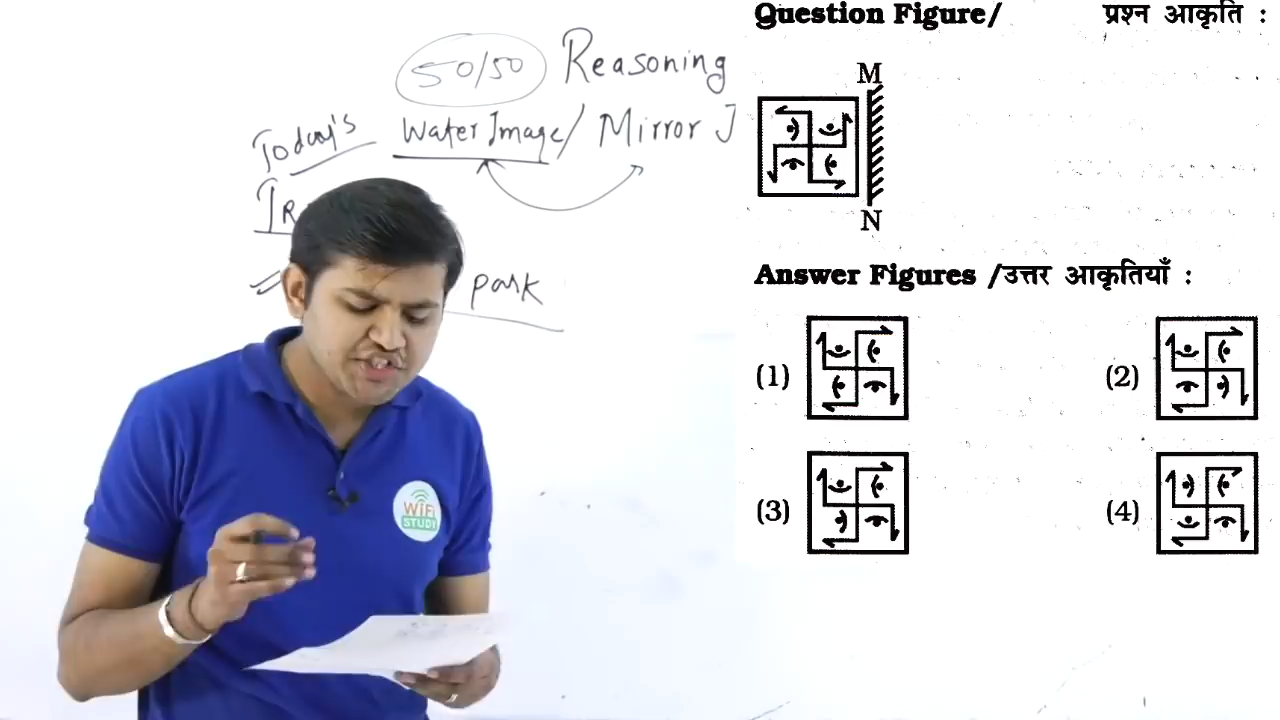 50/50 Reasoning
Today's Water Image/ Mirror I
park
WiFi
STUDY
Question Figure/ प्रश्न आकृति :
M
N
Answer Figures /उत्तर आकृतियाँ :
(1) (2)
(3) (4)